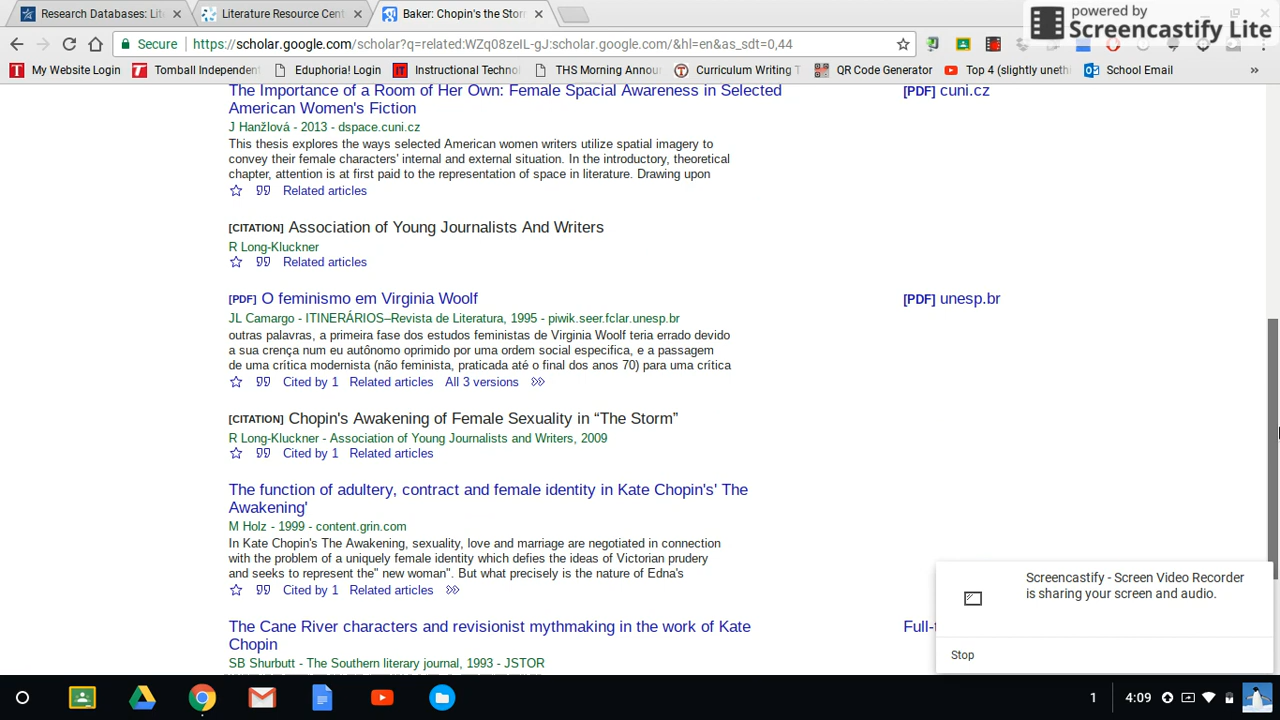 Research Databases: Lit
Literature Resource Cent
Baker: Chopin's the Stor
powered by
Screencastify Lite
Secure
https://scholar.google.com/scholar?q=related:WZq08zeIL-gJ:scholar.google.com/&hl=en&as_sdt=0,44
My Website Login
Tomball Independent
Eduphoria! Login
Instructional Techno
THS Morning Annou
Curriculum Writing T
QR Code Generator
Top 4 (slightly uneth
School Email
The Importance of a Room of Her Own: Female Spacial Awareness in Selected
American Women's Fiction
[PDF] cuni.cz
J Hanžlová - 2013 - dspace.cuni.cz
This thesis explores the ways selected American women writers utilize spatial imagery to
convey their female characters' internal and external situation. In the introductory, theoretical
chapter, attention is at first paid to the representation of space in literature. Drawing upon
Related articles
[CITATION] Association of Young Journalists And Writers
R Long-Kluckner
Related articles
[PDF] O feminismo em Virginia Woolf
[PDF] unesp.br
JL Camargo - ITINERÁRIOS–Revista de Literatura, 1995 - piwik.seer.fclar.unesp.br
outras palavras, a primeira fase dos estudos feministas de Virginia Woolf teria errado devido
a sua crença num eu autônomo oprimido por uma ordem social especifica, e a passagem
de uma crítica modernista (não feminista, praticada até o final dos anos 70) para uma crítica
Cited by 1 Related articles All 3 versions
[CITATION] Chopin's Awakening of Female Sexuality in “The Storm”
R Long-Kluckner - Association of Young Journalists and Writers, 2009
Cited by 1 Related articles
The function of adultery, contract and female identity in Kate Chopin's' The
Awakening'
M Holz - 1999 - content.grin.com
In Kate Chopin's The Awakening, sexuality, love and marriage are negotiated in connection
with the problem of a uniquely female identity which defies the ideas of Victorian prudery
and seeks to represent the" new woman". But what precisely is the nature of Edna's
Cited by 1 Related articles
The Cane River characters and revisionist mythmaking in the work of Kate
Chopin
SB Shurbutt - The Southern literary journal, 1993 - JSTOR
Screencastify - Screen Video Recorder
is sharing your screen and audio.
Stop
1
4:09